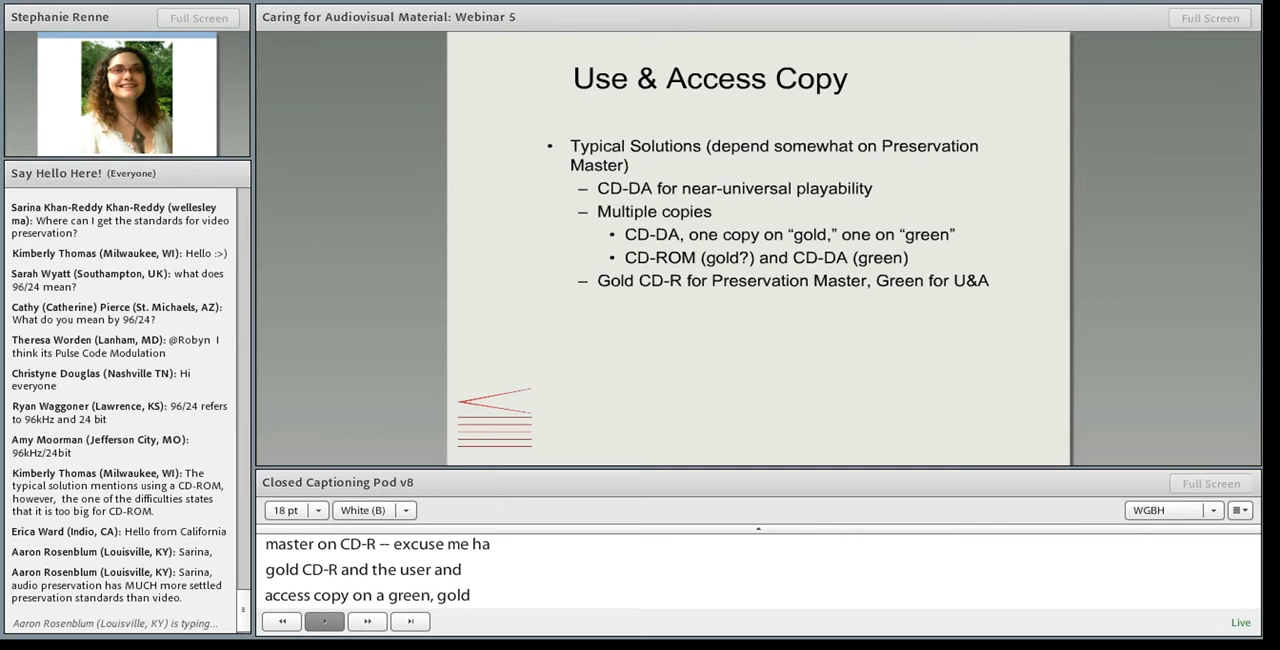 Stephanie Renne
Full Screen
Say Hello Here! (Everyone)
Sarina Khan-Reddy Khan-Reddy (wellesley
ma): Where can I get the standards for video
preservation?
Kimberly Thomas (Milwaukee, WI): Hello :>)
Sarah Wyatt (Southampton, UK): what does
96/24 mean?
Cathy (Catherine) Pierce (St. Michaels, AZ):
What do you mean by 96/24?
Theresa Worden (Lanham, MD): @Robyn I
think its Pulse Code Modulation
Christyne Douglas (Nashville TN): Hi
everyone
Ryan Waggoner (Lawrence, KS): 96/24 refers
to 96kHz and 24 bit
Amy Moorman (Jefferson City, MO):
96kHz/24bit
Kimberly Thomas (Milwaukee, WI): The
typical solution mentions using a CD-ROM,
however, the one of the difficulties states
that it is too big for CD-ROM.
Erica Ward (Indio, CA): Hello from California
Aaron Rosenblum (Louisville, KY): Sarina,
Aaron Rosenblum (Louisville, KY): Sarina,
audio preservation has MUCH more settled
preservation standards than video.
Aaron Rosenblum (Louisville, KY) is typing...
Caring for Audiovisual Material: Webinar 5
Full Screen
Use & Access Copy
• Typical Solutions (depend somewhat on Preservation
Master)
– CD-DA for near-universal playability
– Multiple copies
• CD-DA, one copy on “gold,” one on “green”
• CD-ROM (gold?) and CD-DA (green)
– Gold CD-R for Preservation Master, Green for U&A
Closed Captioning Pod v8
Full Screen
18 pt
White (B)
WGBH
master on CD-R -- excuse me ha
gold CD-R and the user and
access copy on a green, gold
Live